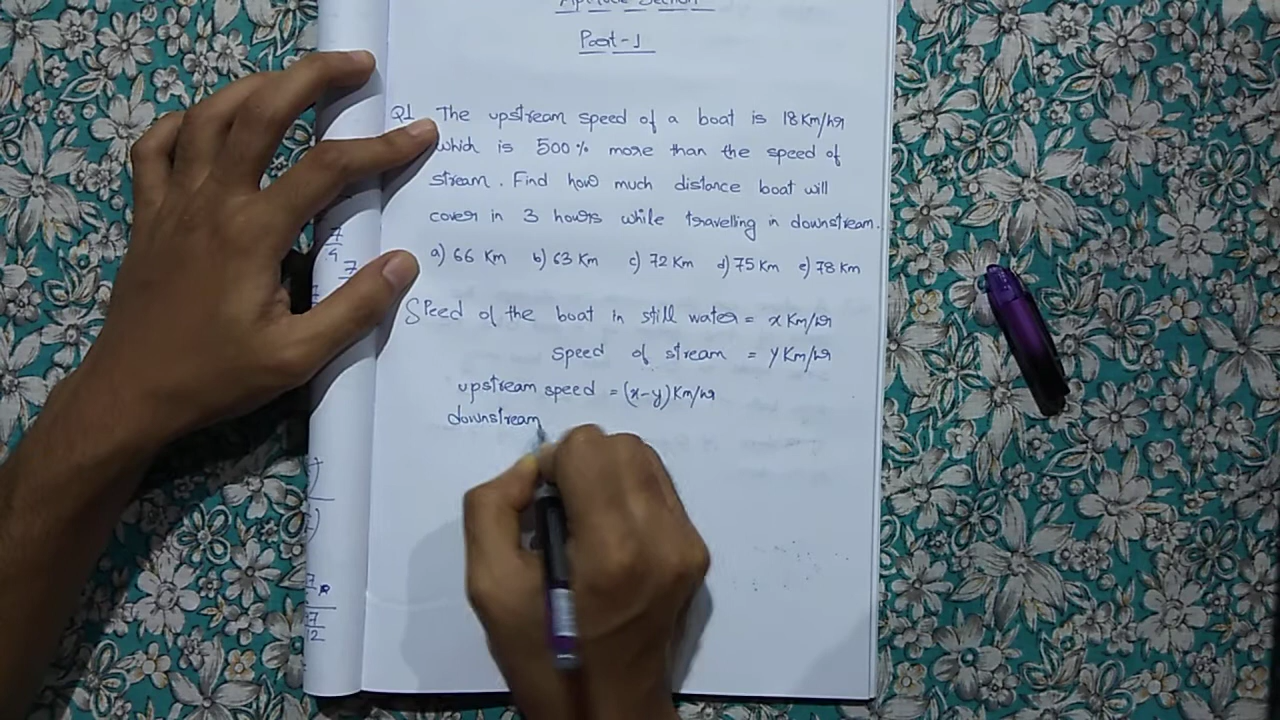 Section
Part-1
Q1 The upstream speed of a boat is 18 Km/hr
which is 500% more than the speed of
stream. Find how much distance boat will
cover in 3 hours while travelling in downstream.
a) 66 Km b) 63 Km c) 72 Km d) 75 Km e) 78 Km
Speed of the boat in still water = x Km/hr
speed of stream = y Km/hr
upstream speed = (x-y) Km/hr
downstream